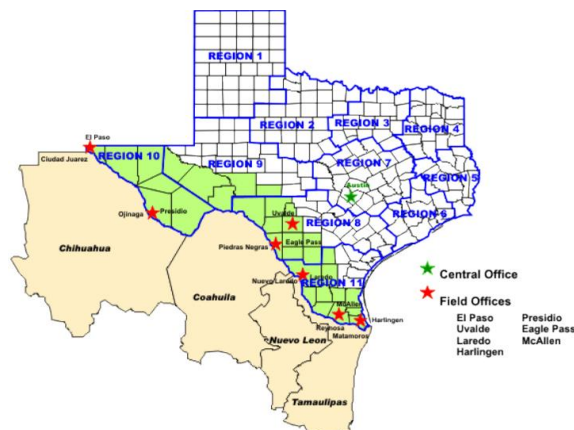 REGION 1
REGION 2
REGION 3
REGION 4
El Paso
Ciudad Juarez
REGION 10
REGION 9
REGION 7
REGION 5
Austin
Ojinaga
Presidio
Uvalde
REGION 8
REGION 6
Chihuahua
Piedras Negras
Eagle Pass
Nuevo Laredo
Laredo
REGION 11
Coahuila
McAllen
Reynosa
Harlingen
Matamoros
Nuevo Leon
Tamaulipas
Central Office
Field Offices
El Paso Presidio
Uvalde Eagle Pass
Laredo McAllen
Harlingen